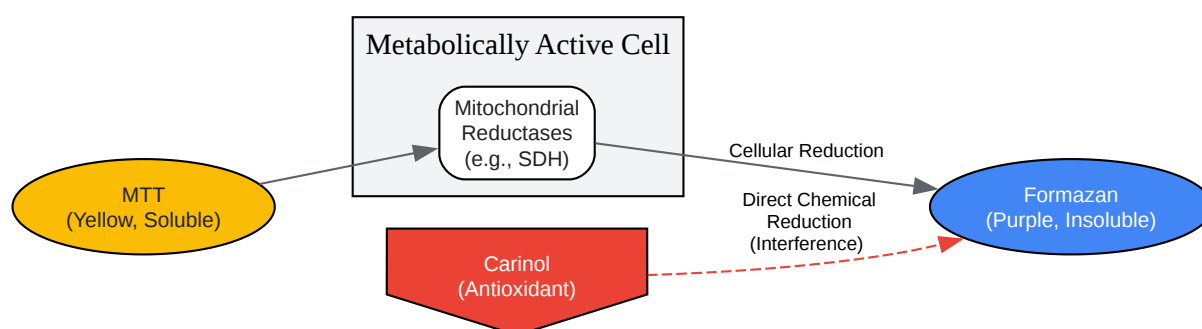 Metabolically Active Cell
Mitochondrial
Reductases
(e.g., SDH)
Cellular Reduction
MTT
(Yellow, Soluble)
Direct Chemical
Reduction
(Interference)
Formazan
(Purple, Insoluble)
Carinol
(Antioxidant)